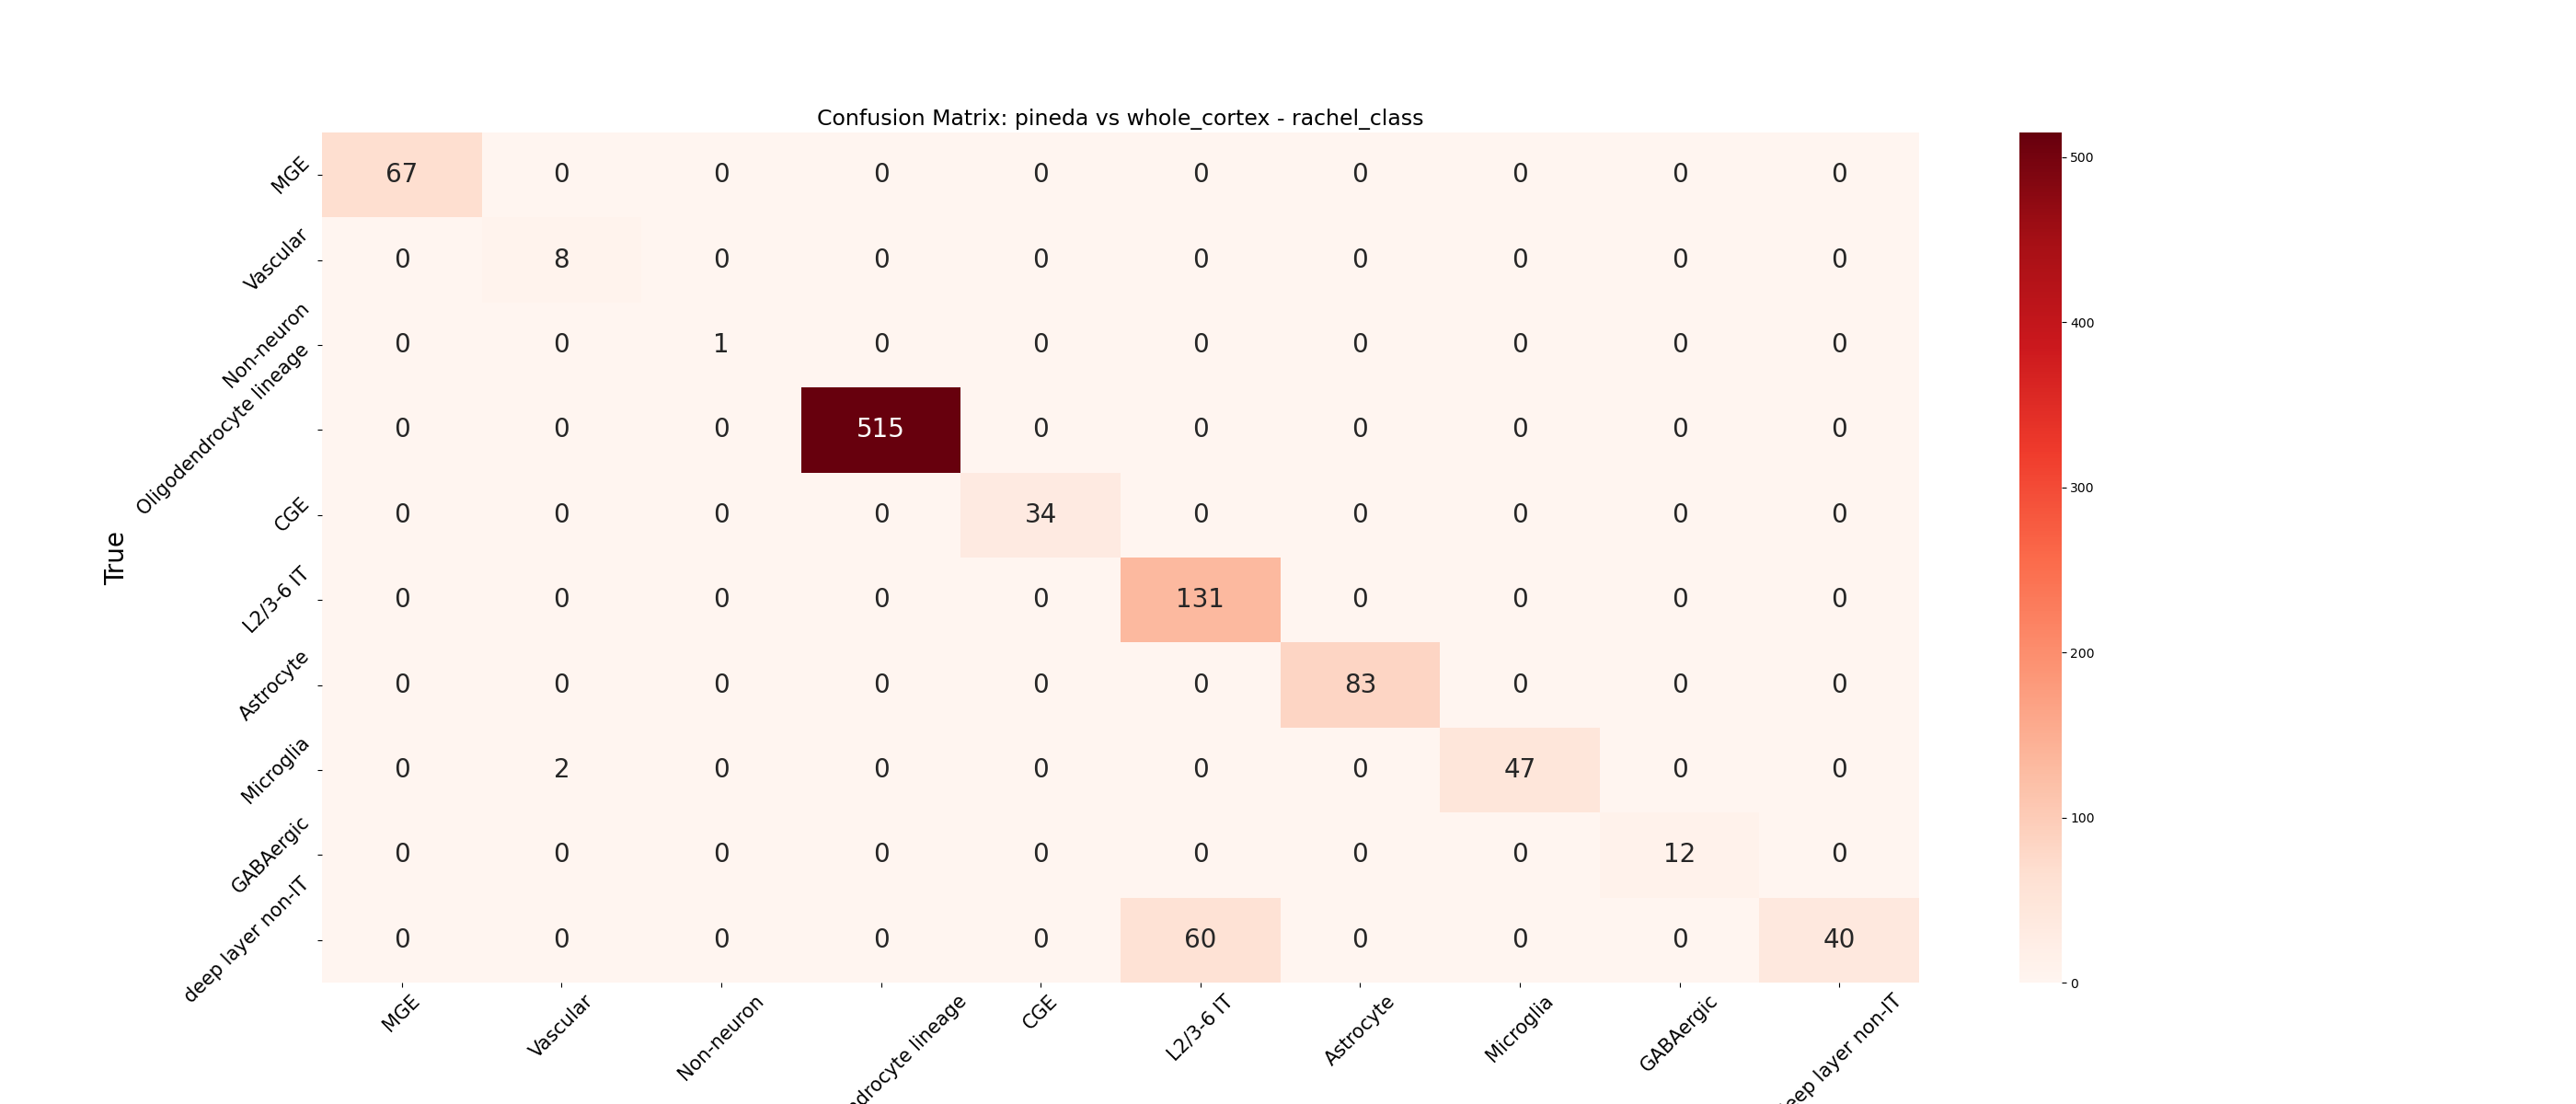 Confusion Matrix: pineda vs whole_cortex - rachel_class
MGE 67 0 0 0 0 0 0 0 0 0
Vascular 0 8 0 0 0 0 0 0 0 0
Non-neuron 0 0 1 0 0 0 0 0 0 0
Oligodendrocyte lineage 0 0 0 515 0 0 0 0 0 0
CGE 0 0 0 0 34 0 0 0 0 0
L2/3-6 IT 0 0 0 0 0 131 0 0 0 0
Astrocyte 0 0 0 0 0 0 83 0 0 0
Microglia 0 2 0 0 0 0 0 47 0 0
GABAergic 0 0 0 0 0 0 0 0 12 0
deep layer non-IT 0 0 0 0 0 60 0 0 0 40
True
MGE Vascular Non-neuron ndrocyte lineage CGE L2/3-6 IT Astrocyte Microglia GABAergic eep layer non-IT
500
400
300
200
100
0